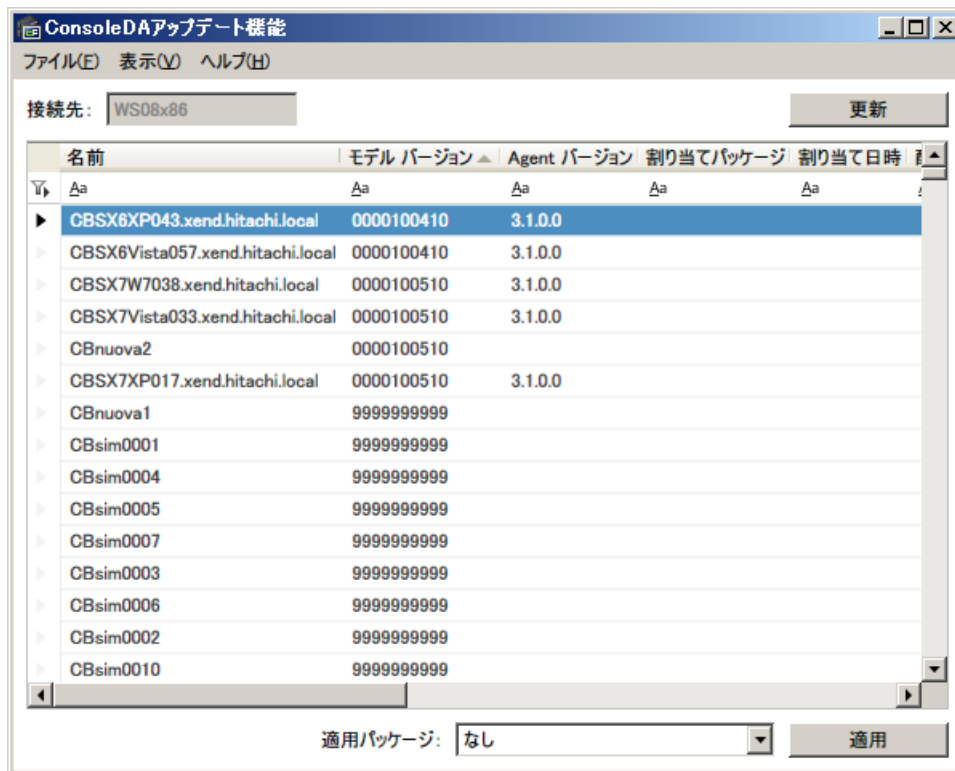 ConsoleDAアップデート機能
ファイル(F) 表示(V) ヘルプ(H)
接続先: WS08x86 更新
名前 モデル バージョン Agent バージョン 割り当てパッケージ 割り当て日時
Aa Aa Aa Aa Aa
CBSX6XP043.xend.hitachi.local 0000100410 3.1.0.0
CBSX6Vista057.xend.hitachi.local 0000100410 3.1.0.0
CBSX7W7038.xend.hitachi.local 0000100510 3.1.0.0
CBSX7Vista033.xend.hitachi.local 0000100510 3.1.0.0
CBnuova2 0000100510
CBSX7XP017.xend.hitachi.local 0000100510 3.1.0.0
CBnuova1 9999999999
CBsim0001 9999999999
CBsim0004 9999999999
CBsim0005 9999999999
CBsim0007 9999999999
CBsim0003 9999999999
CBsim0006 9999999999
CBsim0002 9999999999
CBsim0010 9999999999
適用パッケージ: なし 適用